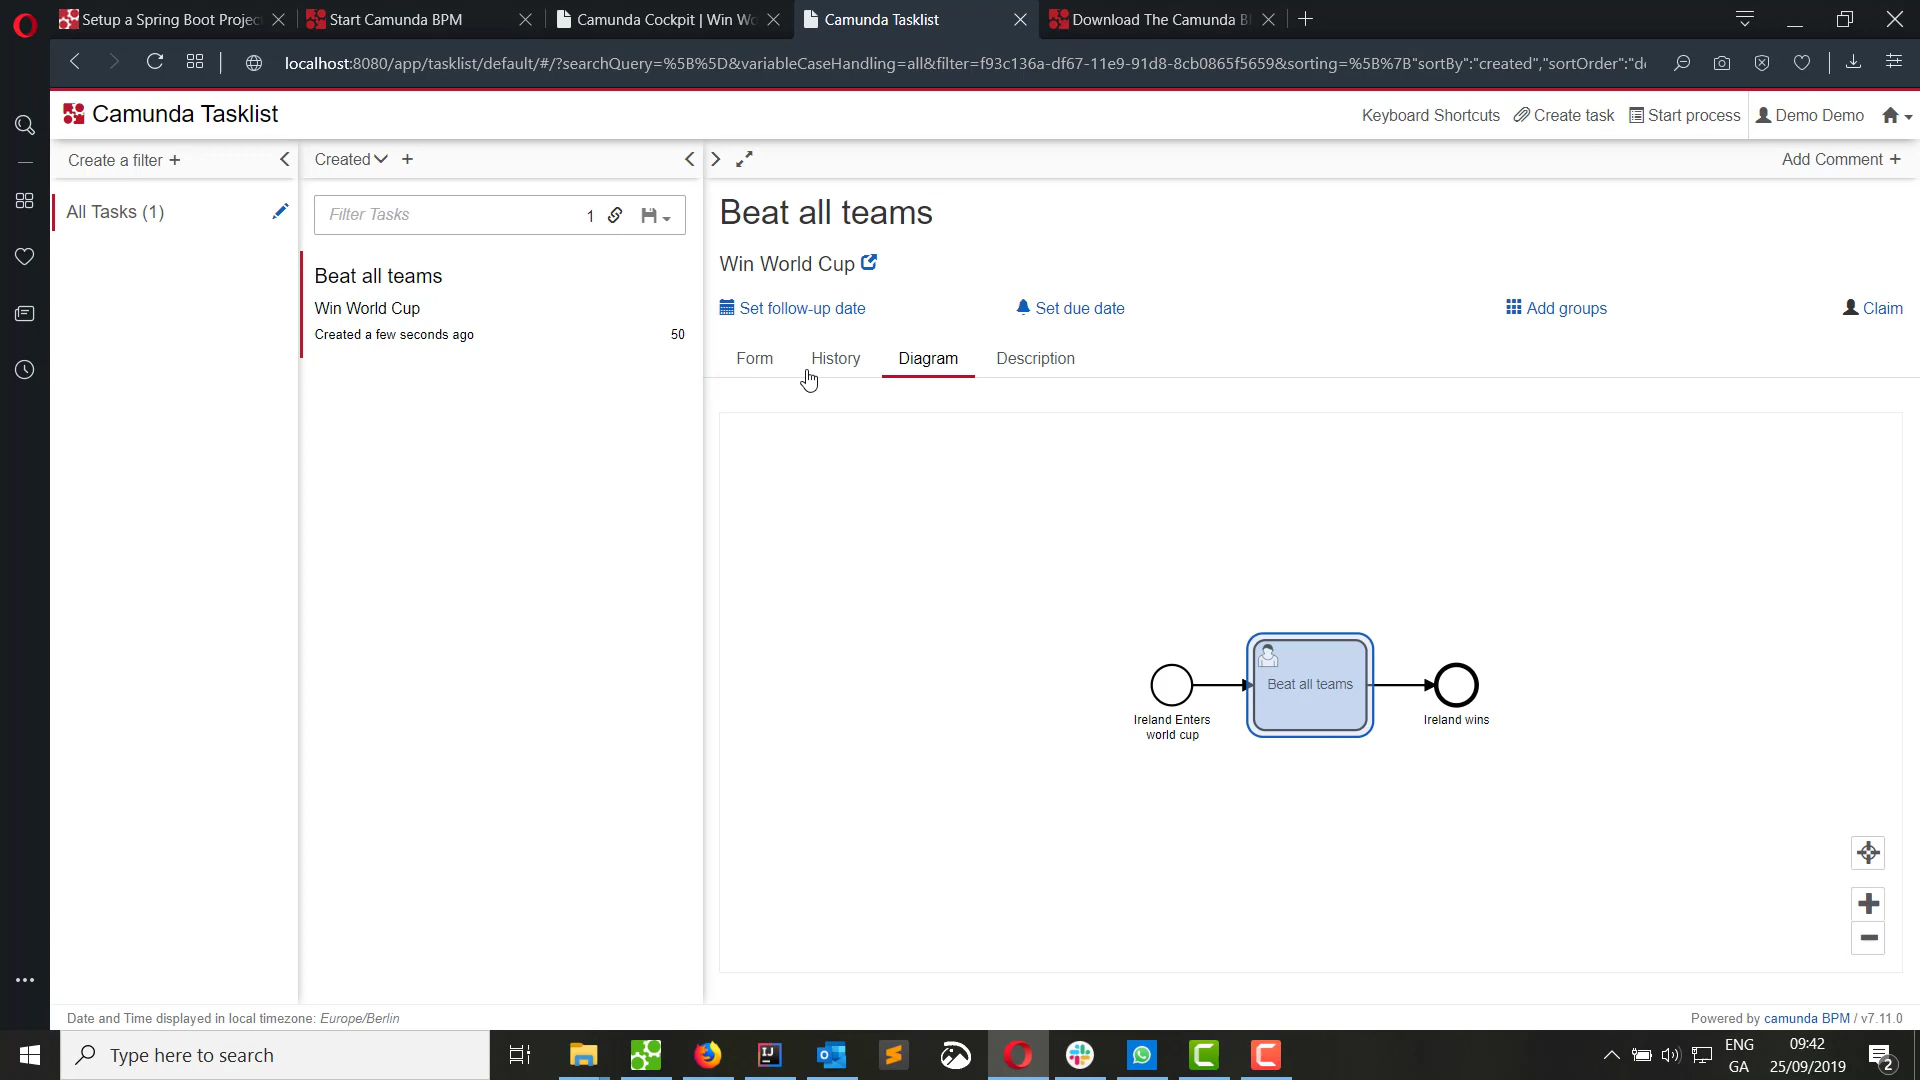 Setup a Spring Boot Projec
Start Camunda BPM
Camunda Cockpit | Win Wo
Camunda Tasklist
Download The Camunda B
localhost:8080/app/tasklist/default/#/?searchQuery=%5B%5D&variableCaseHandling=all&filter=f93c136a-df67-11e9-91d8-8cb0865f5659&sorting=%5B%7B"sortBy":"created","sortOrder":"de
Camunda Tasklist
Keyboard Shortcuts
Create task
Start process
Demo Demo
Create a filter +
Created
+
Add Comment +
All Tasks (1)
Filter Tasks
1
Beat all teams
Win World Cup
Created a few seconds ago
50
Beat all teams
Win World Cup
Set follow-up date
Set due date
Add groups
Claim
Form
History
Diagram
Description
Beat all teams
Ireland Enters
world cup
Ireland wins
Date and Time displayed in local timezone: Europe/Berlin
Powered by camunda BPM / v7.11.0
Type here to search
ENG
GA
09:42
25/09/2019
2